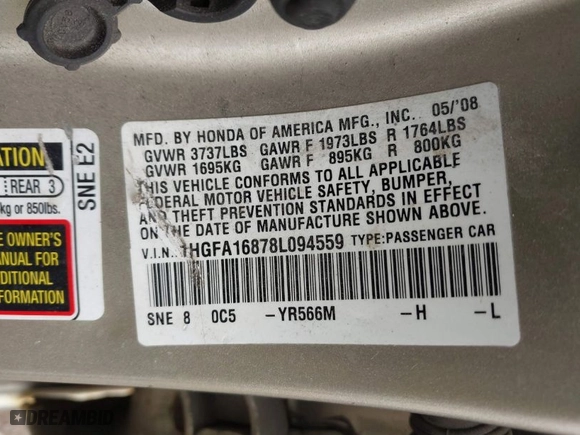 MFD. BY HONDA OF AMERICA MFG., INC. 05/'08
GVWR 3737LBS GAWR F 1973LBS R 1764LBS
GVWR 1695KG GAWR F 895KG R 800KG
THIS VEHICLE CONFORMS TO ALL APPLICABLE
FEDERAL MOTOR VEHICLE SAFETY, BUMPER,
AND THEFT PREVENTION STANDARDS IN EFFECT
ON THE DATE OF MANUFACTURE SHOWN ABOVE.
V.I.N.: 1HGFA16878L094559 TYPE:PASSENGER CAR
SNE 8 0C5 -YR566M -H -L
ATION
REAR 3
kg or 850lbs.
SNE E2
E OWNER'S
ANUAL FOR
DDITIONAL
FORMATION
DREAMBID